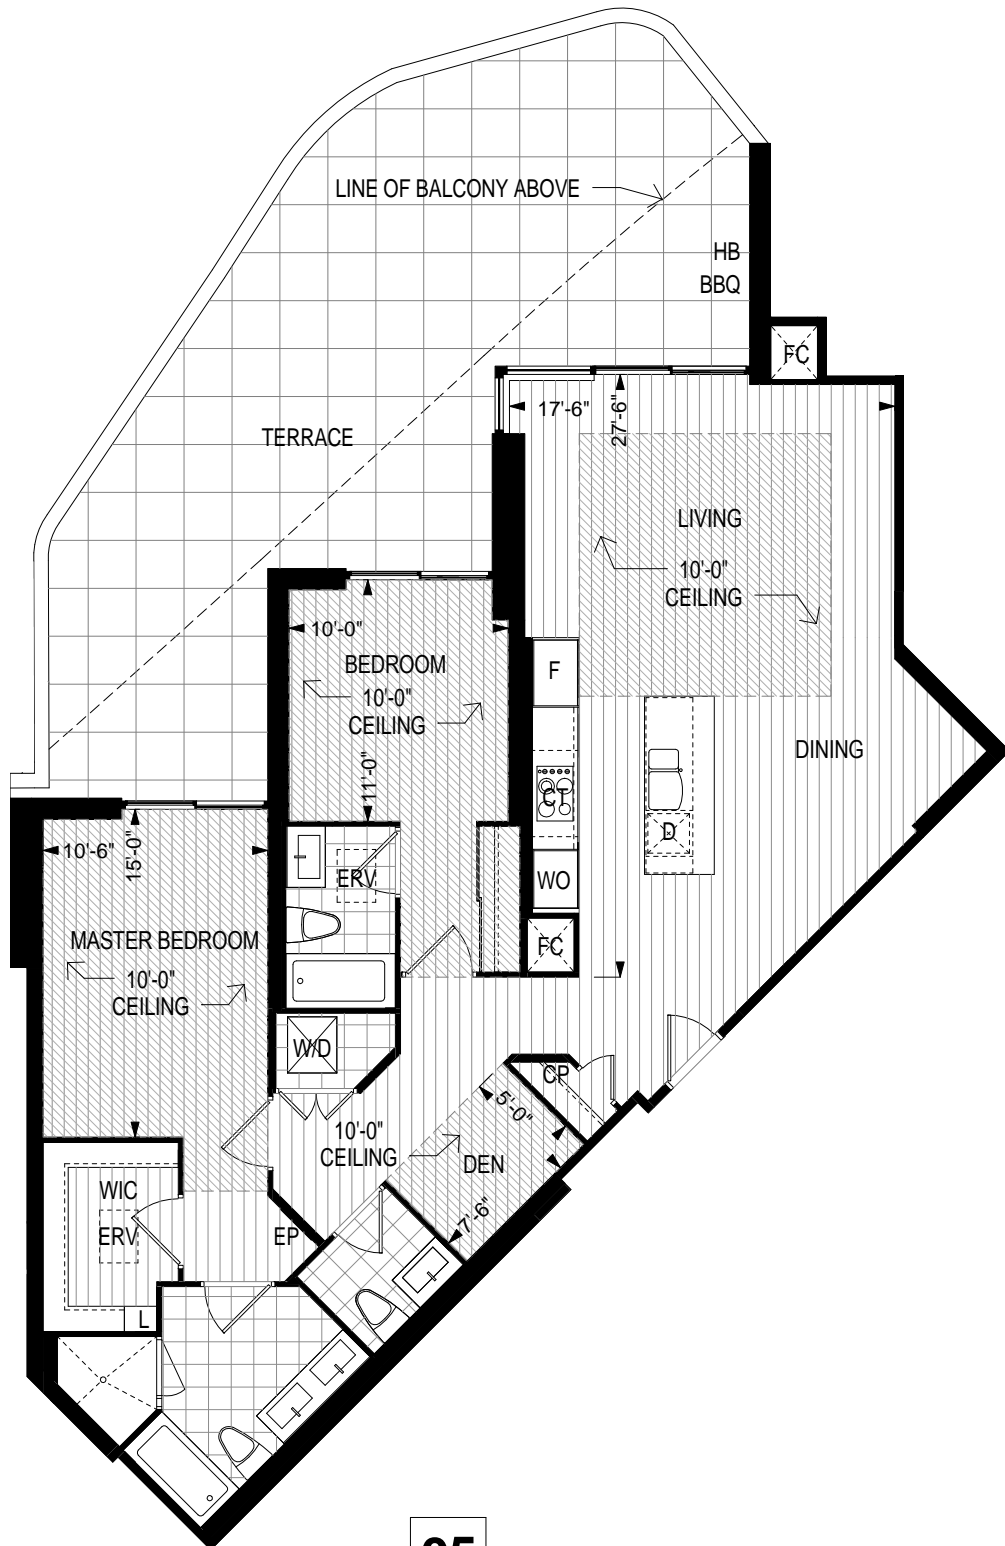 LINE OF BALCONY ABOVE
HB
BBQ
FC
17'-6"
27'-6"
TERRACE
LIVING
10'-0"
CEILING
10'-0"
BEDROOM
10'-0"
CEILING
11'-0"
F
DINING
CT
D
WO
FC
10'-6"
15'-0"
ERV
MASTER BEDROOM
10'-0"
CEILING
W/D
CP
5'-0"
10'-0"
CEILING
DEN
7'-6"
WIC
ERV
EP
L